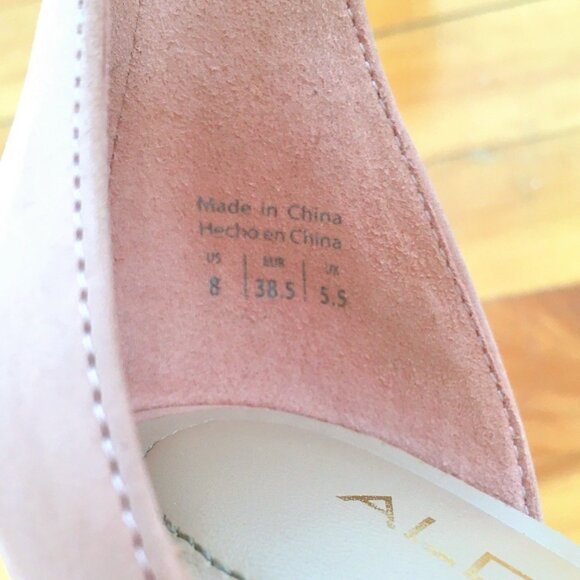 Made in China
Hecho en China
US EUR UK
8 38.5 5.5